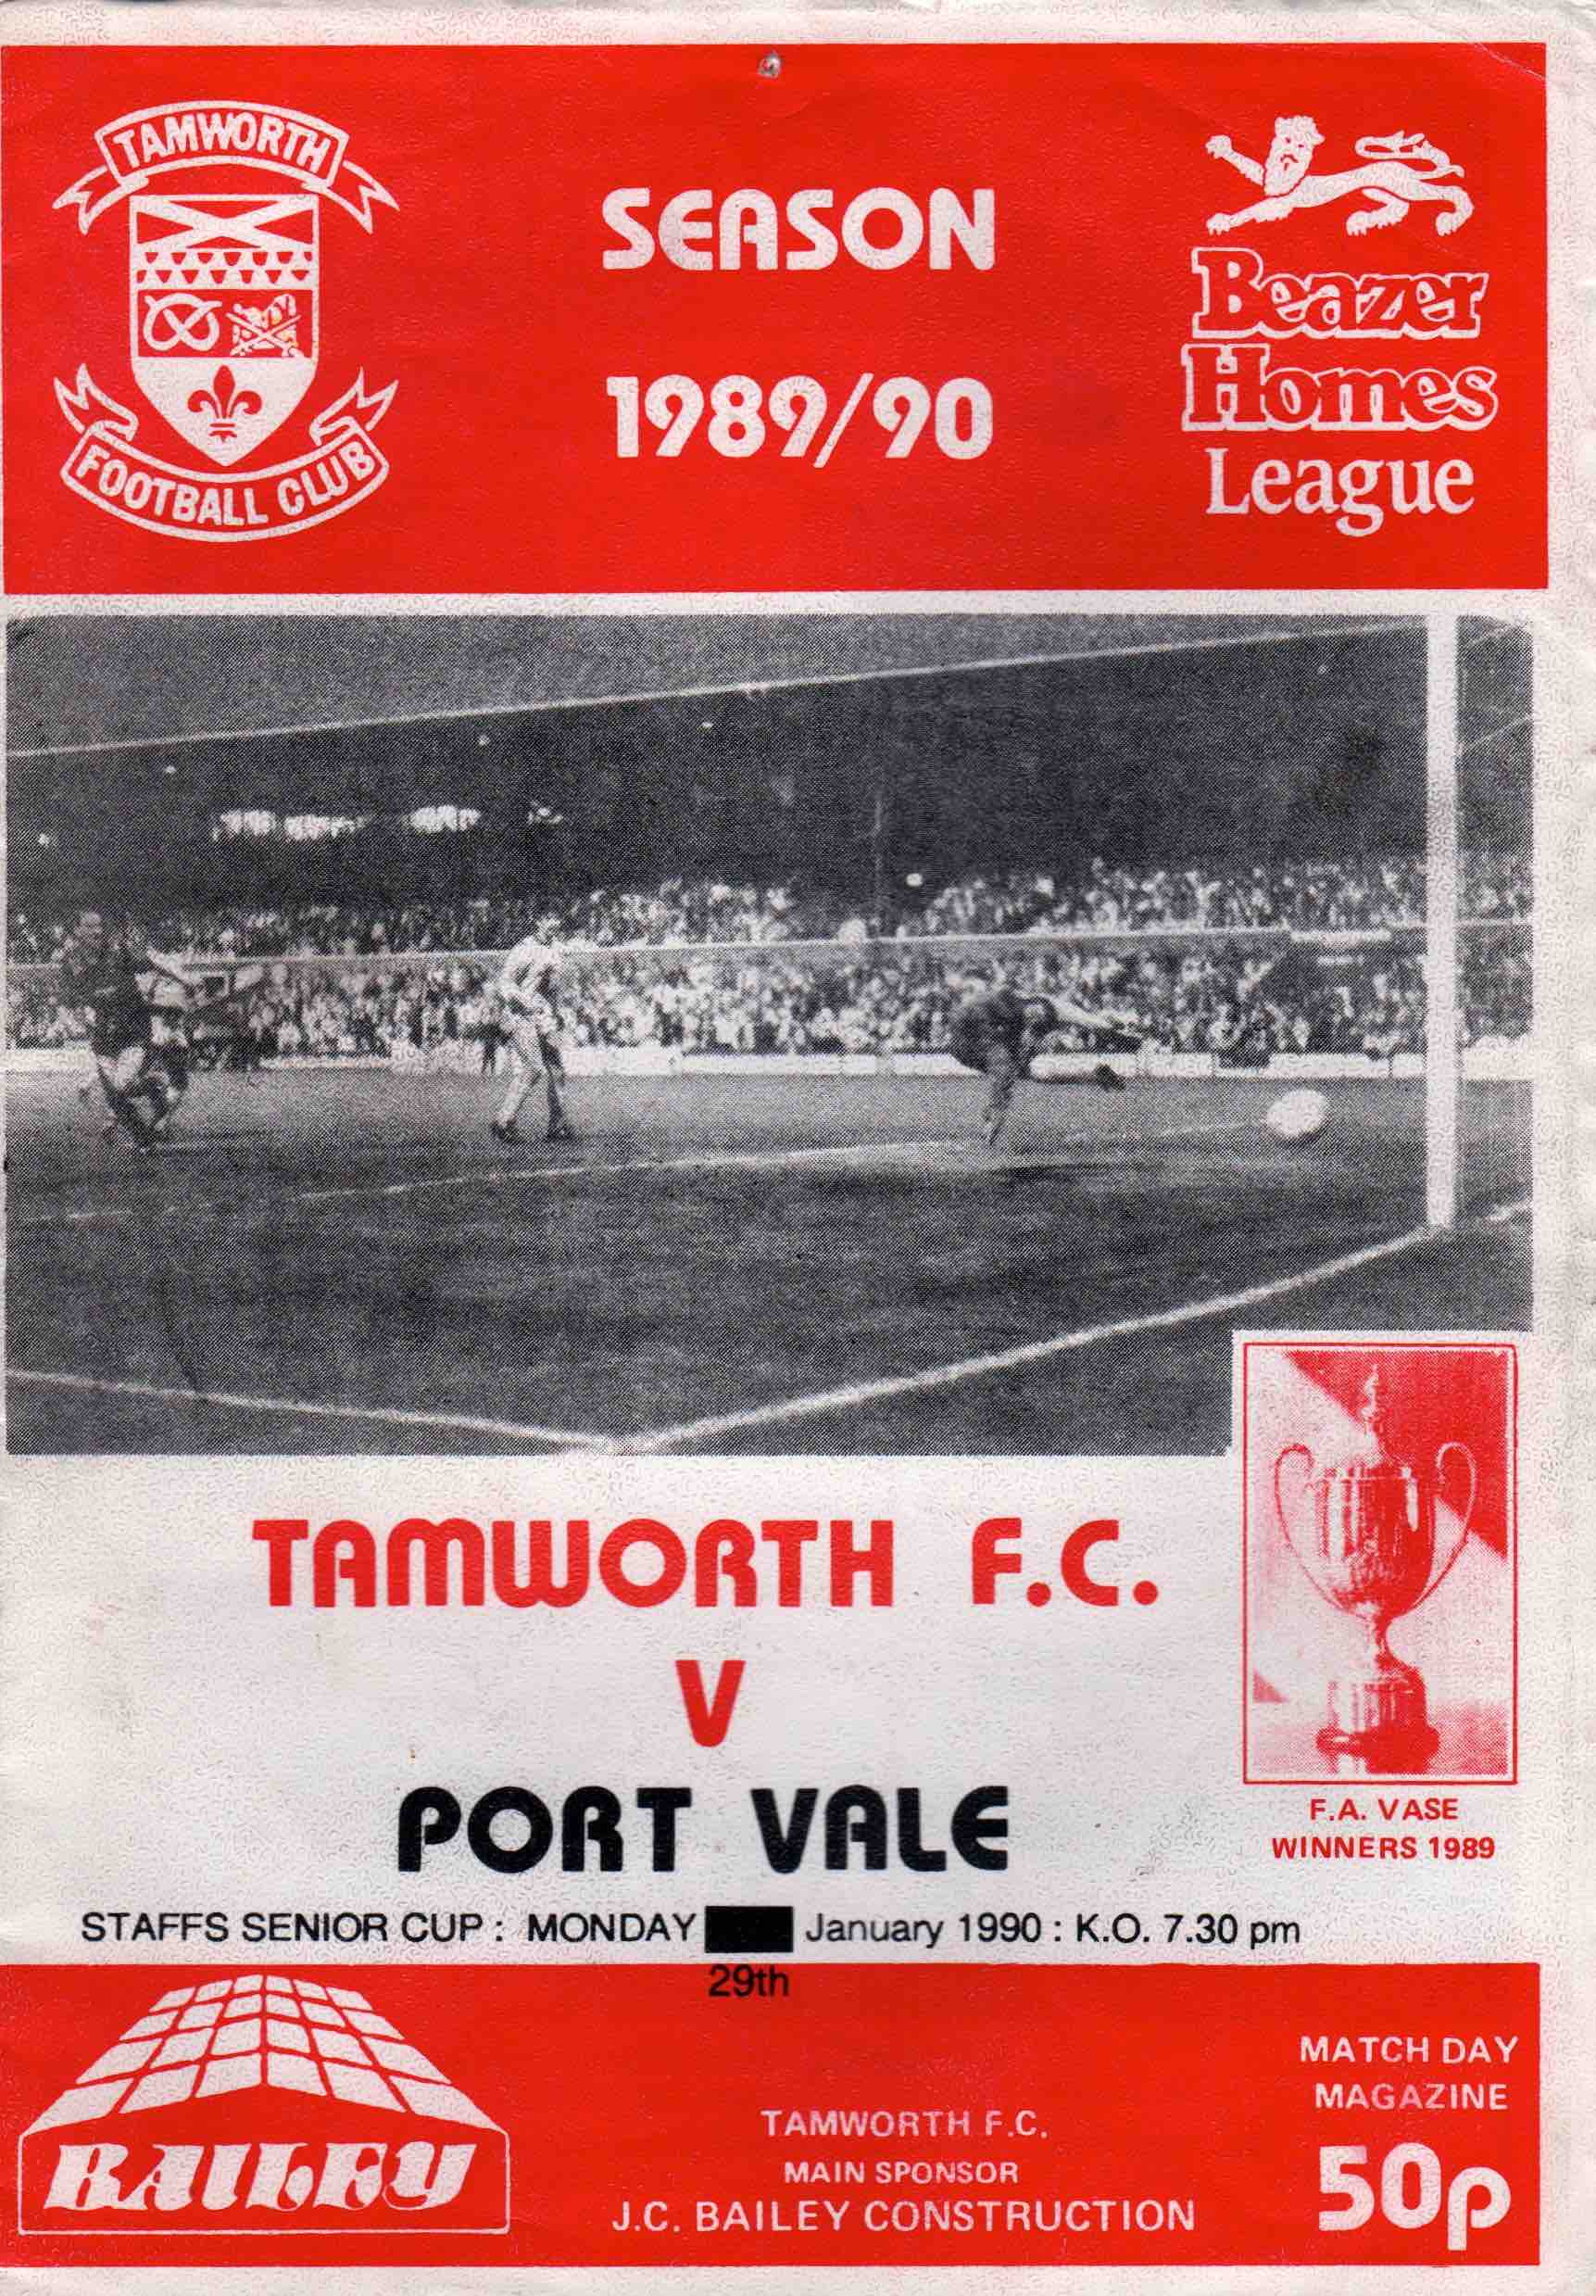 TAMWORTH
FOOTBALL CLUB
SEASON
1989/90
Beazer
Homes
League
TAMWORTH F.C.
V
PORT VALE
F.A. VASE
WINNERS 1989
STAFFS SENIOR CUP : MONDAY January 1990 : K.O. 7.30 pm
29th
BAILEY
TAMWORTH F.C.
MAIN SPONSOR
J.C. BAILEY CONSTRUCTION
MATCH DAY
MAGAZINE
50p